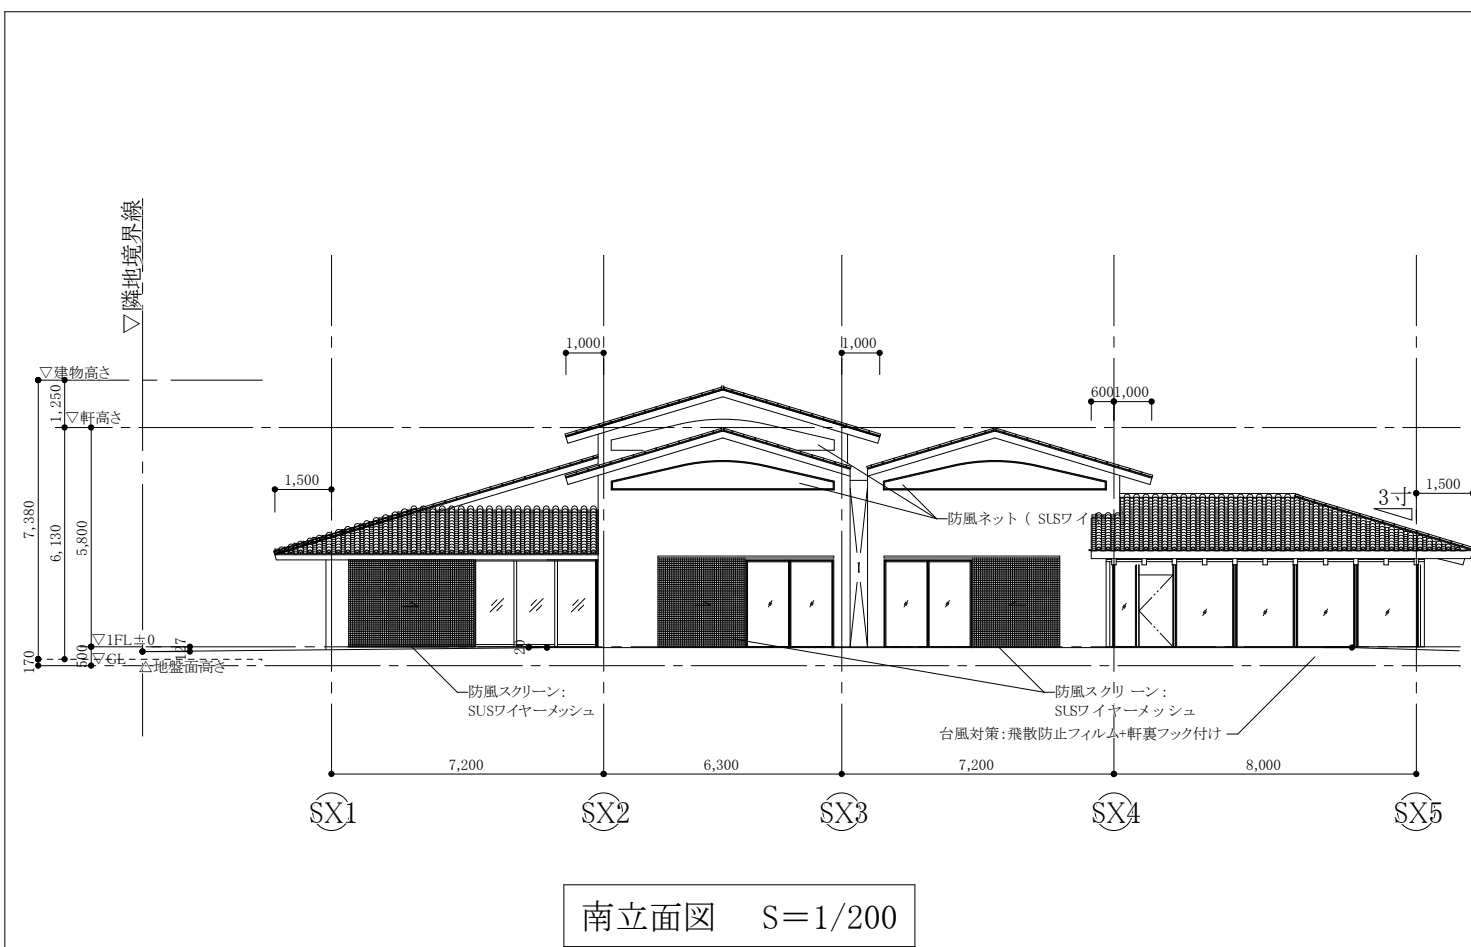 ▽隣地境界線
1,000
1,000
▽建物高さ
1,250
6001,000
▽軒高さ
1,500
3寸
1,500
7,380
6,130
5,800
防風ネット（ SUSワイ
▽1FL±0
127
20
500
▽GL
170
△地盤面高さ
防風スクリーン：
SUSワイヤーメッシュ
防風スクリーン：
SUSワイヤーメッシュ
台風対策：飛散防止フィルム+軒裏フック付け
7,200
6,300
7,200
8,000
SX1
SX2
SX3
SX4
SX5
南立面図　S＝1/200